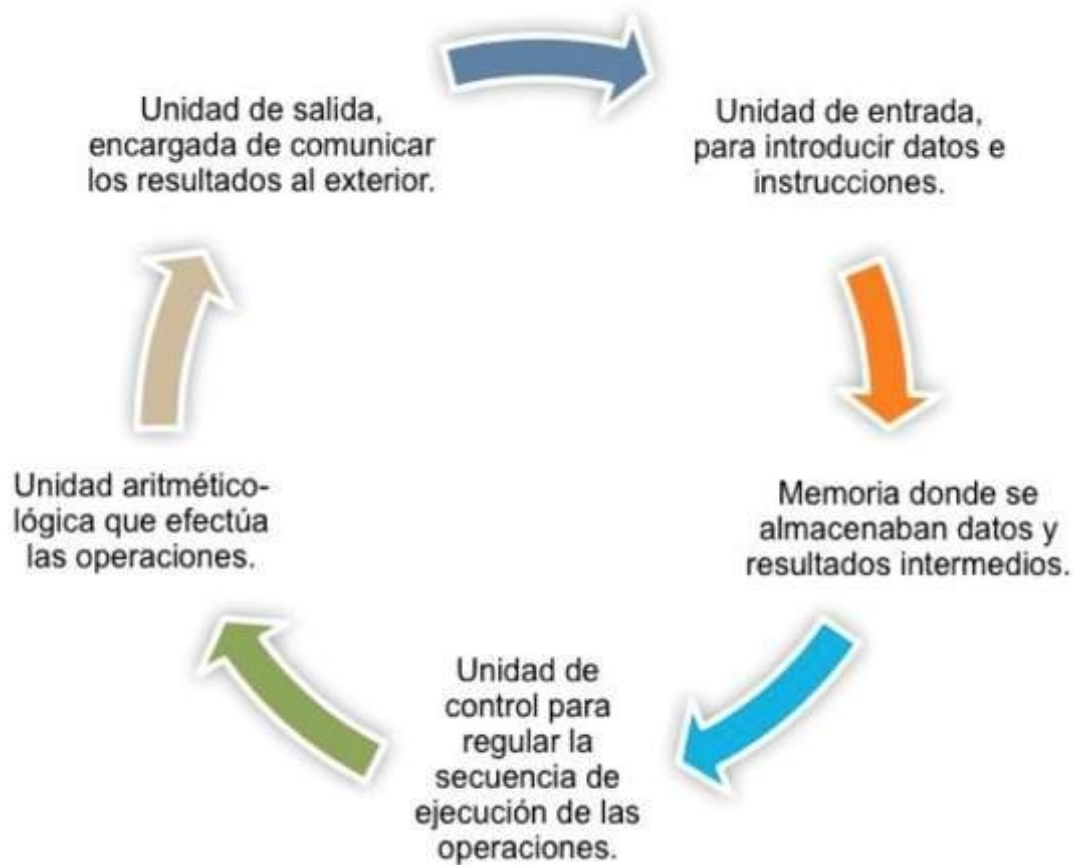 Unidad de salida,
encargada de comunicar
los resultados al exterior.
Unidad de entrada,
para introducir datos e
instrucciones.
Memoria donde se
almacenaban datos y
resultados intermedios.
Unidad de
control para
regular la
secuencia de
ejecución de las
operaciones.
Unidad aritmético-
lógica que efectúa
las operaciones.